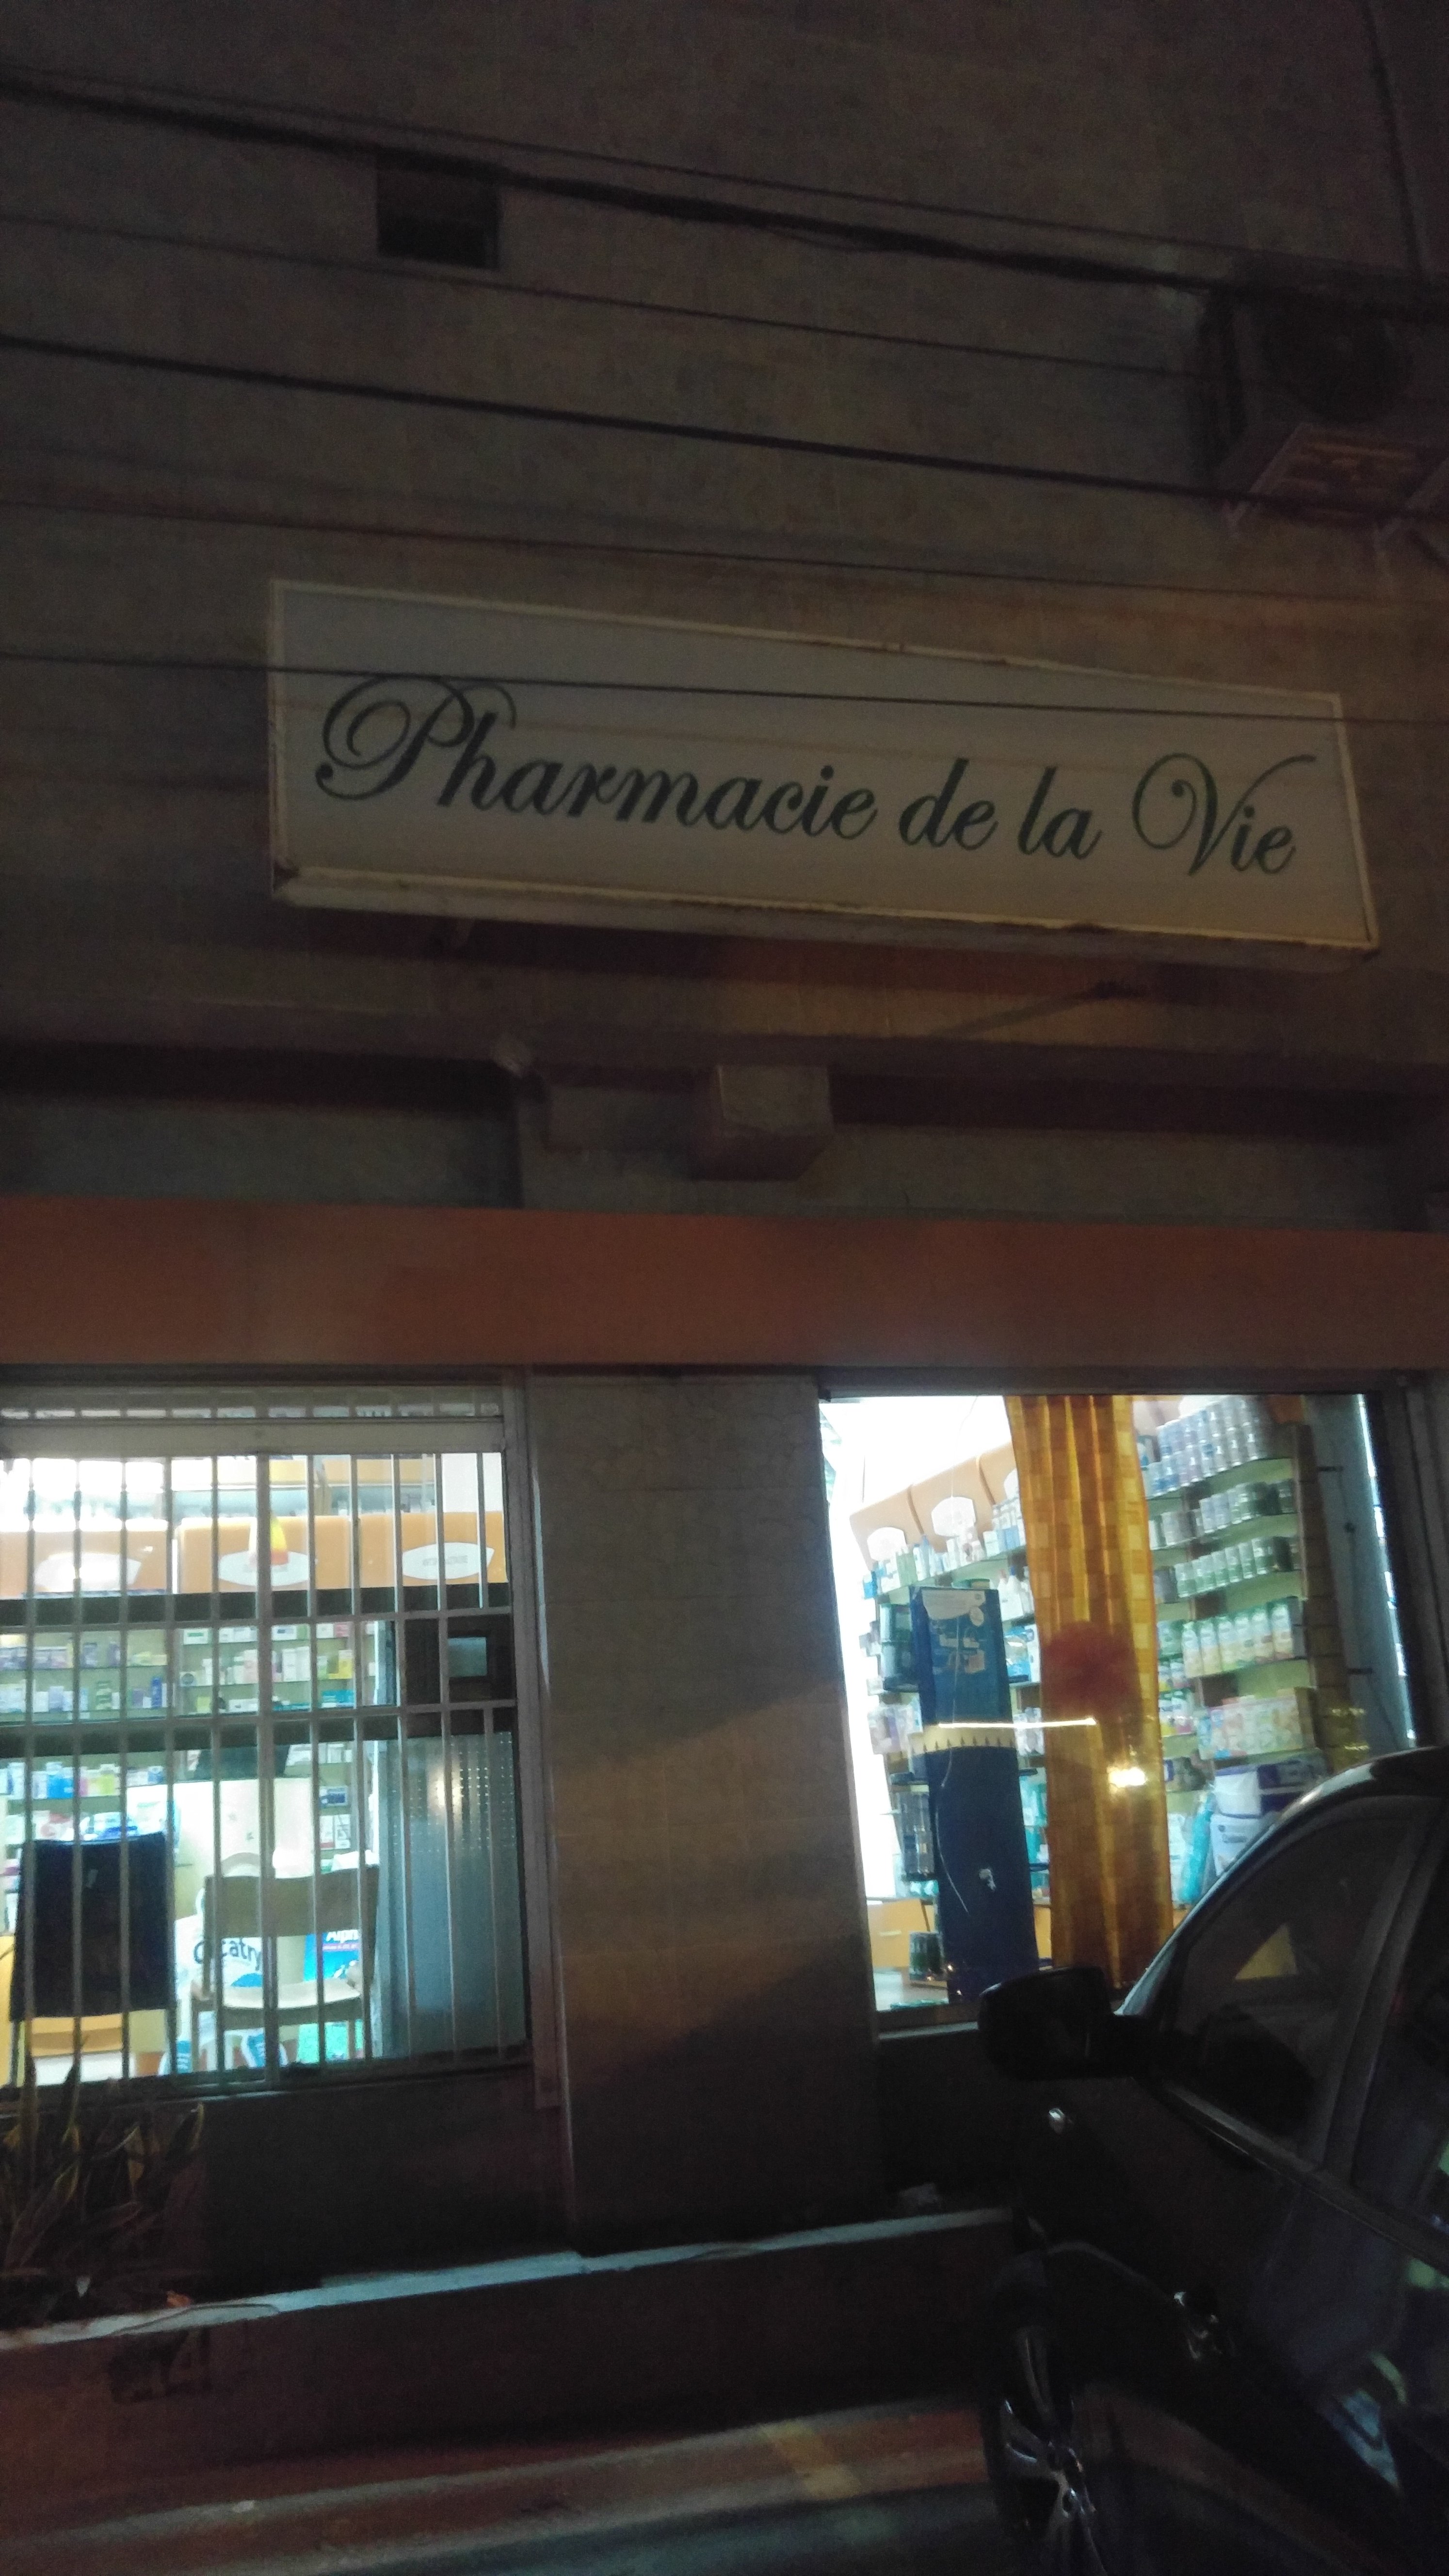 Pharmacie de la Vie